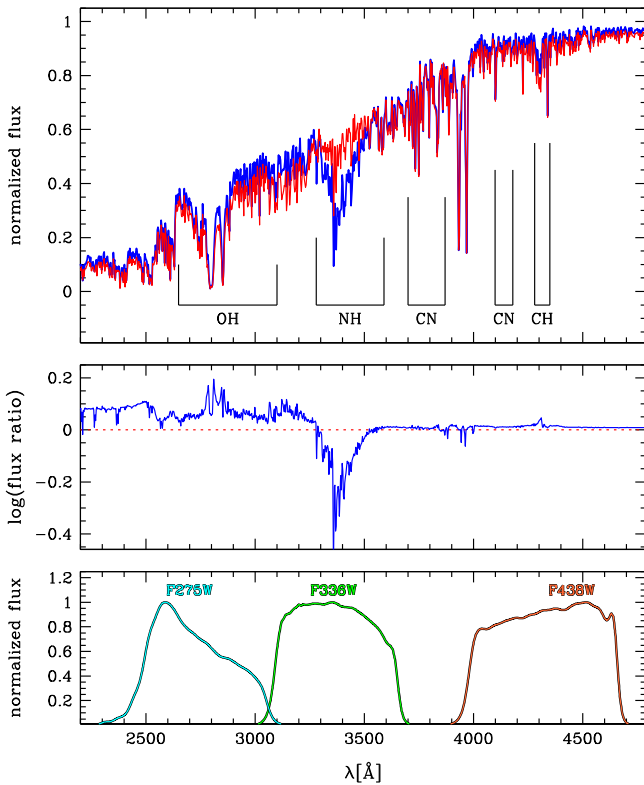 1
0.8
0.6
0.4
0.2
0
normalized flux
OH
NH
CN
CN
CH
0.2
0
−0.2
−0.4
log(flux ratio)
1.2
1
0.8
0.6
0.4
0.2
normalized flux
F275W
F336W
F438W
2500
3000
3500
4000
4500
λ[Å]